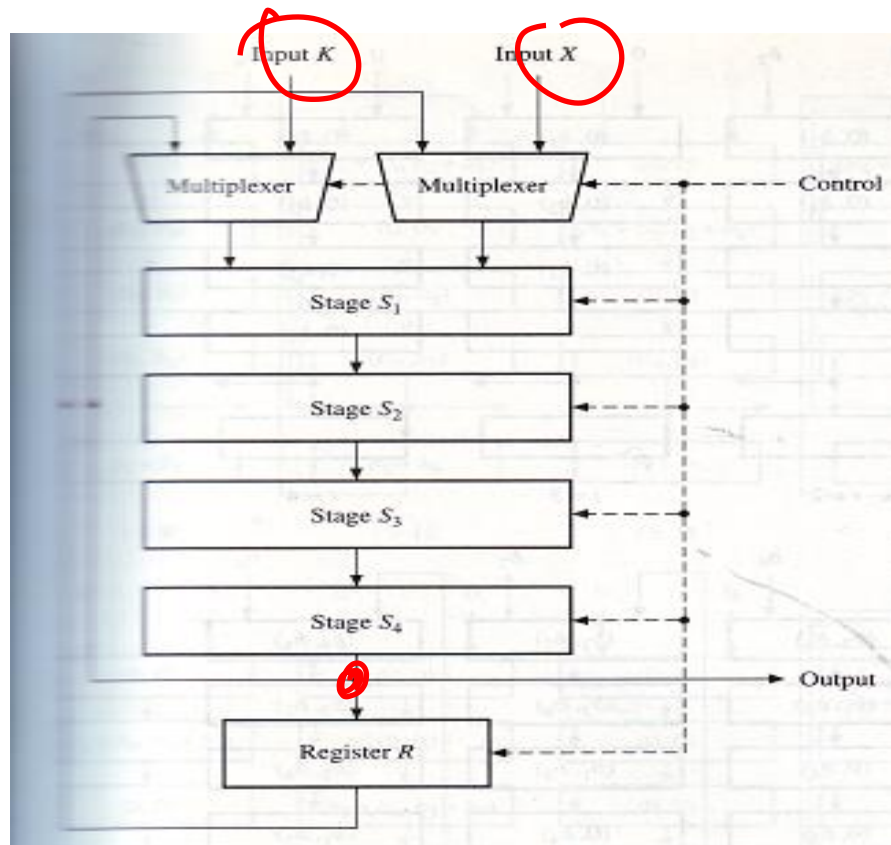 Input K Input X
Multiplexer Multiplexer Control
Stage S₁
Stage S₂
Stage S₃
Stage S₄
Output
Register R